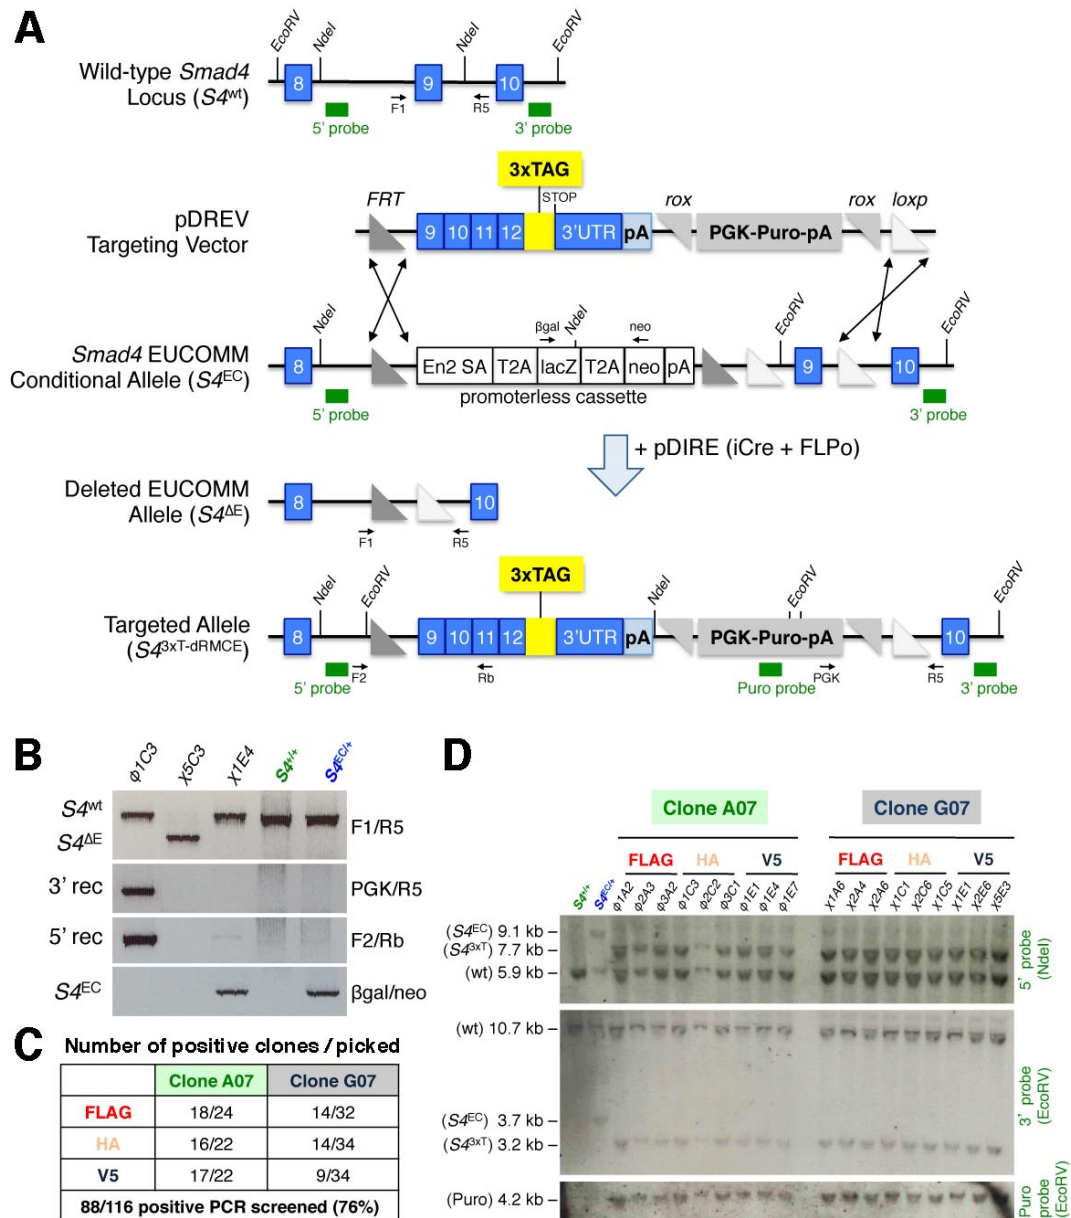 A
EcoRV NdeI NdeI EcoRV
Wild-type Smad4
Locus (S4wt)
8 9 10
F1 R5
5' probe 3' probe
3xTAG
FRT STOP rox rox loxp
pDREV
Targeting Vector
9 10 11 12 3'UTR pA PGK-Puro-pA
NdeI βgal NdeI neo EcoRV EcoRV
Smad4 EUCOMM
Conditional Allele (S4EC)
8 En2 SA T2A lacZ T2A neo pA 9 10
5' probe promoterless cassette 3' probe
+ pDIRE (iCre + FLPo)
Deleted EUCOMM
Allele (S4ΔE)
8 10
F1 R5
3xTAG
NdeI EcoRV NdeI EcoRV EcoRV
Targeted Allele
(S43xT-dRMCE)
8 9 10 11 12 3'UTR pA PGK-Puro-pA 10
5' probe F2 Rb Puro probe PGK R5 3' probe
B
φ1C3 χ5C3 χ1E4 S4+/+ S4EC/+
S4wt
S4ΔE
F1/R5
3' rec PGK/R5
5' rec F2/Rb
S4EC βgal/neo
C
Number of positive clones / picked
Clone A07 Clone G07
FLAG 18/24 14/32
HA 16/22 14/34
V5 17/22 9/34
88/116 positive PCR screened (76%)
D
Clone A07 Clone G07
FLAG HA V5 FLAG HA V5
S4+/+ S4EC/+ φ1A2 φ2A3 φ3A2 φ1C3 φ2C2 φ3C1 φ1E1 φ1E4 φ1E7 χ1A6 χ2A4 χ2A6 χ1C1 χ2C6 χ1C5 χ1E1 χ2E6 χ5E3
(S4EC) 9.1 kb –
(S43xT) 7.7 kb –
(wt) 5.9 kb –
5' probe
(NdeI)
(wt) 10.7 kb –
(S4EC) 3.7 kb –
(S43xT) 3.2 kb –
3' probe
(EcoRV)
(Puro) 4.2 kb –
Puro
probe
(EcoRV)